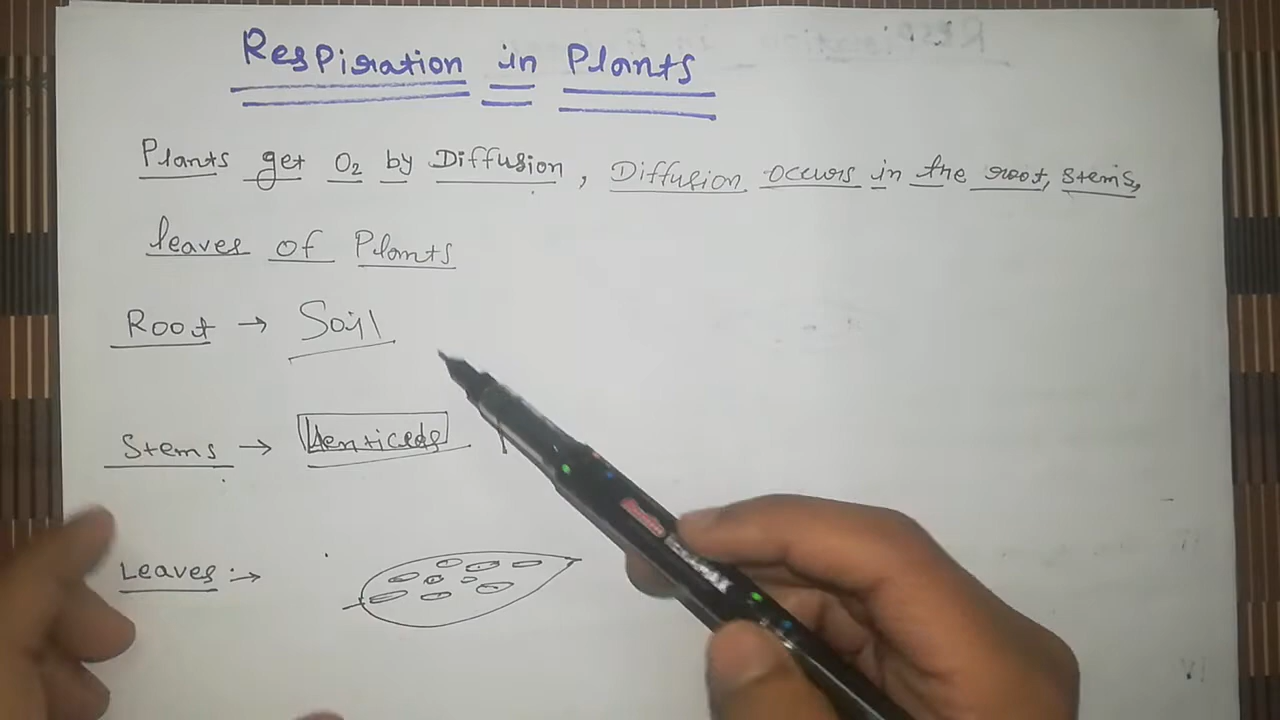 Respiration in Plants
Plants get O2 by Diffusion, Diffusion occurs in the root, stems,
leaves of Plants
Root → Soil
Stems →
Leaves :→